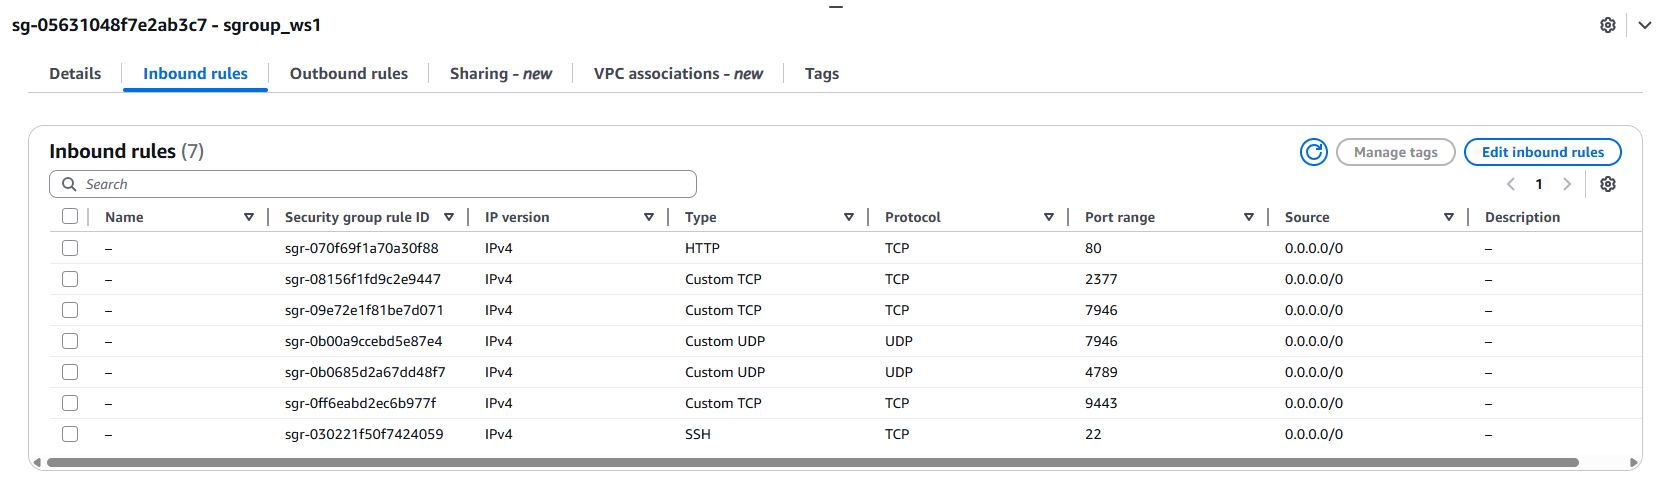 sg-05631048f7e2ab3c7 - sgroup_ws1
Details Inbound rules Outbound rules Sharing - new VPC associations - new Tags
Inbound rules (7) Manage tags Edit inbound rules
Search 1
Name Security group rule ID IP version Type Protocol Port range Source Description
– sgr-070f69f1a70a30f88 IPv4 HTTP TCP 80 0.0.0.0/0 –
– sgr-08156f1fd9c2e9447 IPv4 Custom TCP TCP 2377 0.0.0.0/0 –
– sgr-09e72e1f81be7d071 IPv4 Custom TCP TCP 7946 0.0.0.0/0 –
– sgr-0b00a9ccebd5e87e4 IPv4 Custom UDP UDP 7946 0.0.0.0/0 –
– sgr-0b0685d2a67dd48f7 IPv4 Custom UDP UDP 4789 0.0.0.0/0 –
– sgr-0ff6eabd2ec6b977f IPv4 Custom TCP TCP 9443 0.0.0.0/0 –
– sgr-030221f50f7424059 IPv4 SSH TCP 22 0.0.0.0/0 –